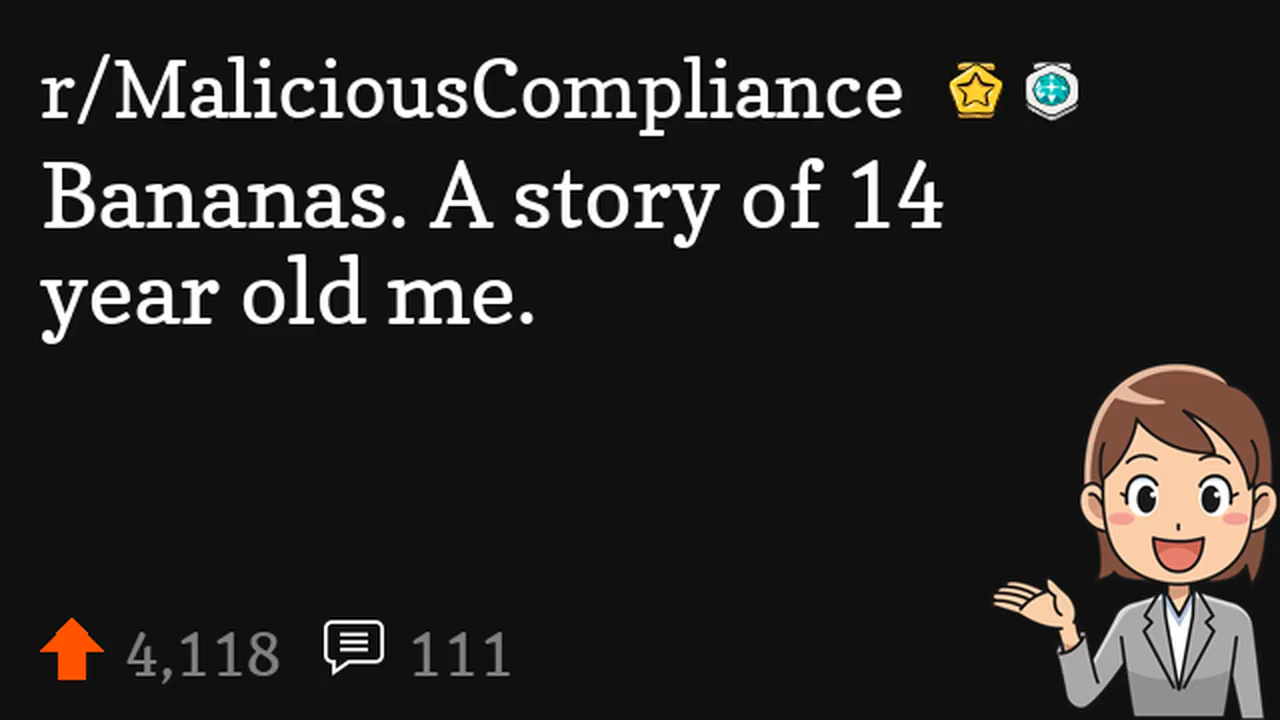 r/MaliciousCompliance
Bananas. A story of 14
year old me.
4,118 111